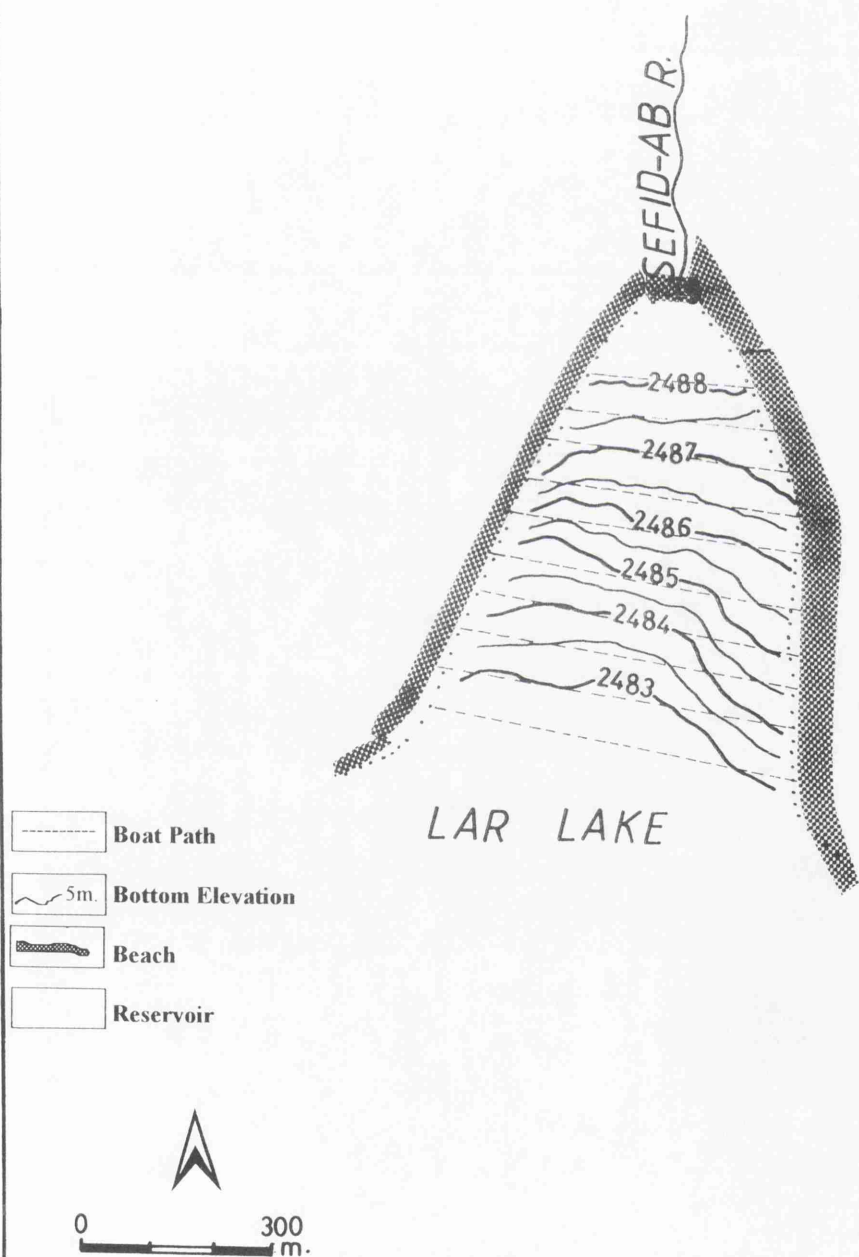 SEFID-AB R.
2488
2487
2486
2485
2484
2483
LAR LAKE
Boat Path
5m. Bottom Elevation
Beach
Reservoir
0 300
m.